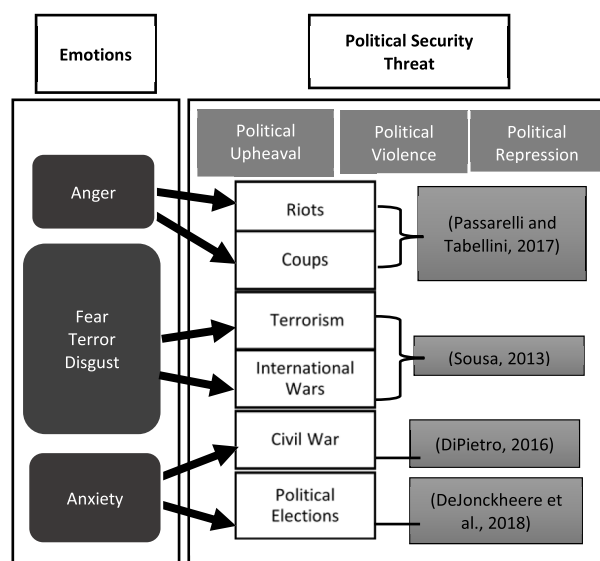 Emotions
Political Security
Threat
Political
Upheaval
Political
Violence
Political
Repression
Anger
Fear
Terror
Disgust
Anxiety
Riots
Coups
Terrorism
International
Wars
Civil War
Political
Elections
(Passarelli and
Tabellini, 2017)
(Sousa, 2013)
(DiPietro, 2016)
(DeJonckheere et
al., 2018)